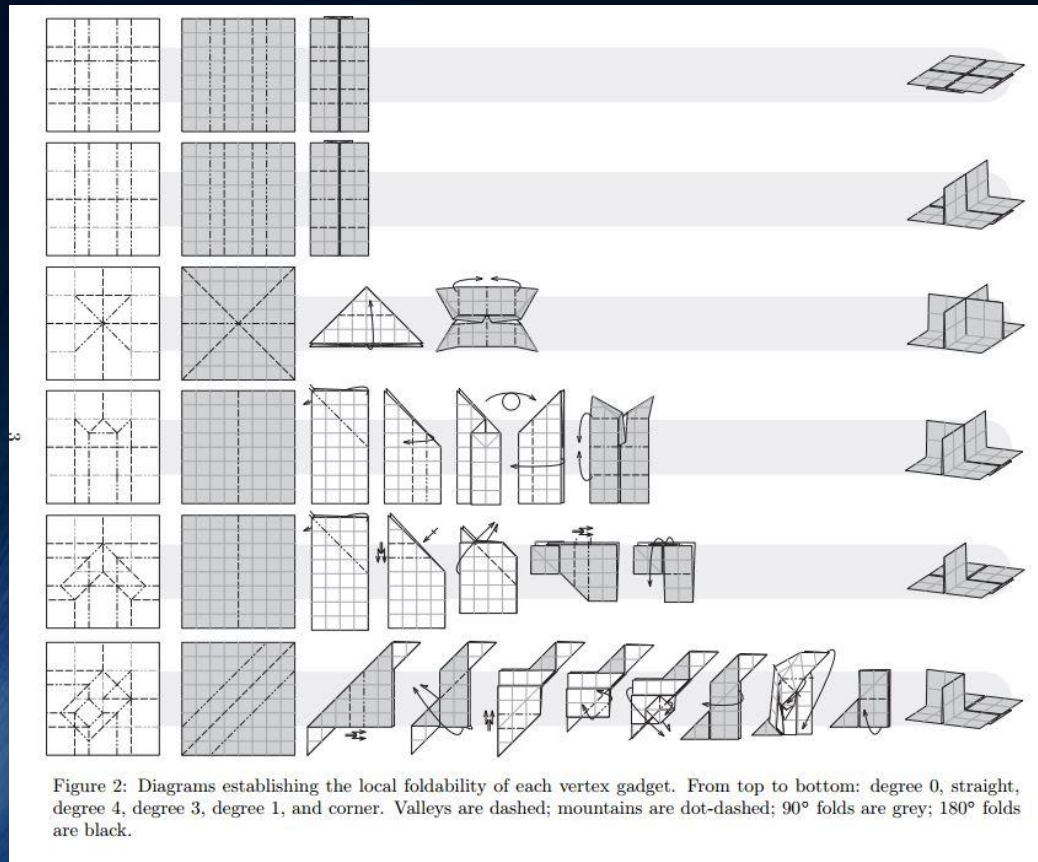 3
Figure 2: Diagrams establishing the local foldability of each vertex gadget. From top to bottom: degree 0, straight,
degree 4, degree 3, degree 1, and corner. Valleys are dashed; mountains are dot-dashed; 90° folds are grey; 180° folds
are black.